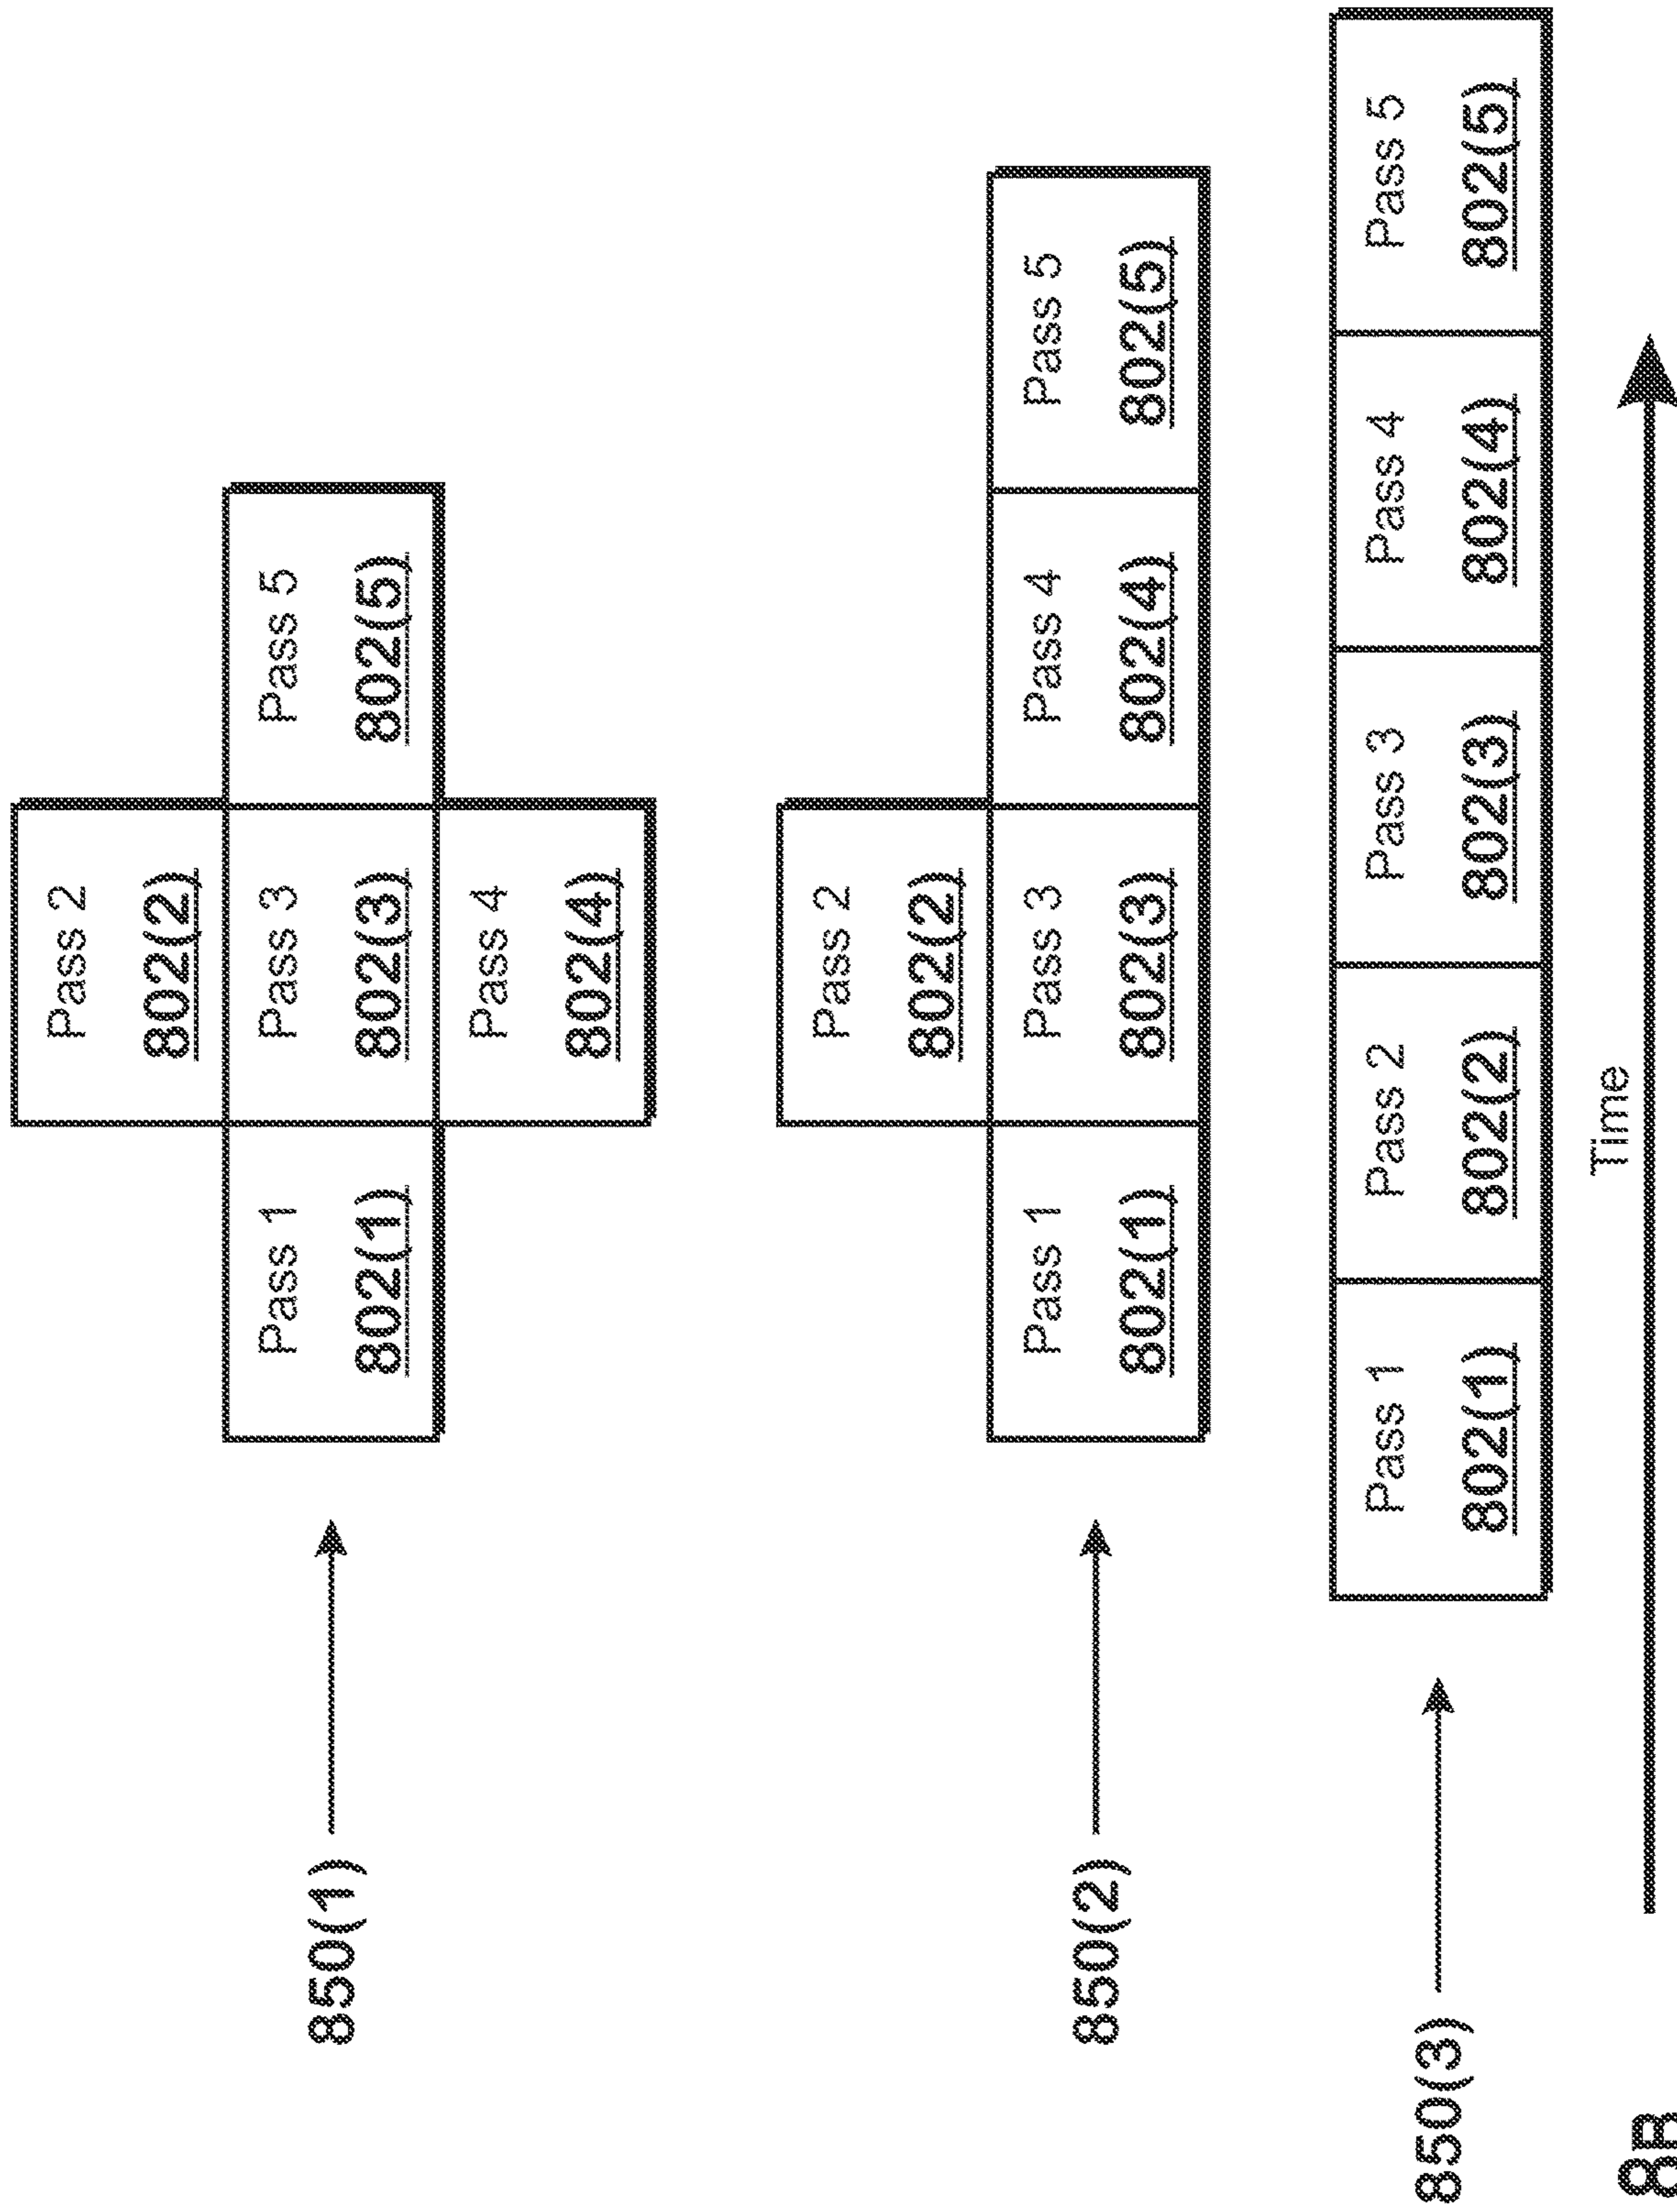 Pass 2
802(2)
850(1)
Pass 1
802(1)
Pass 3
802(3)
Pass 5
802(5)
Pass 4
802(4)
Pass 2
802(2)
850(2)
Pass 1
802(1)
Pass 3
802(3)
Pass 4
802(4)
Pass 5
802(5)
850(3)
Pass 1
802(1)
Pass 2
802(2)
Pass 3
802(3)
Pass 4
802(4)
Pass 5
802(5)
Time